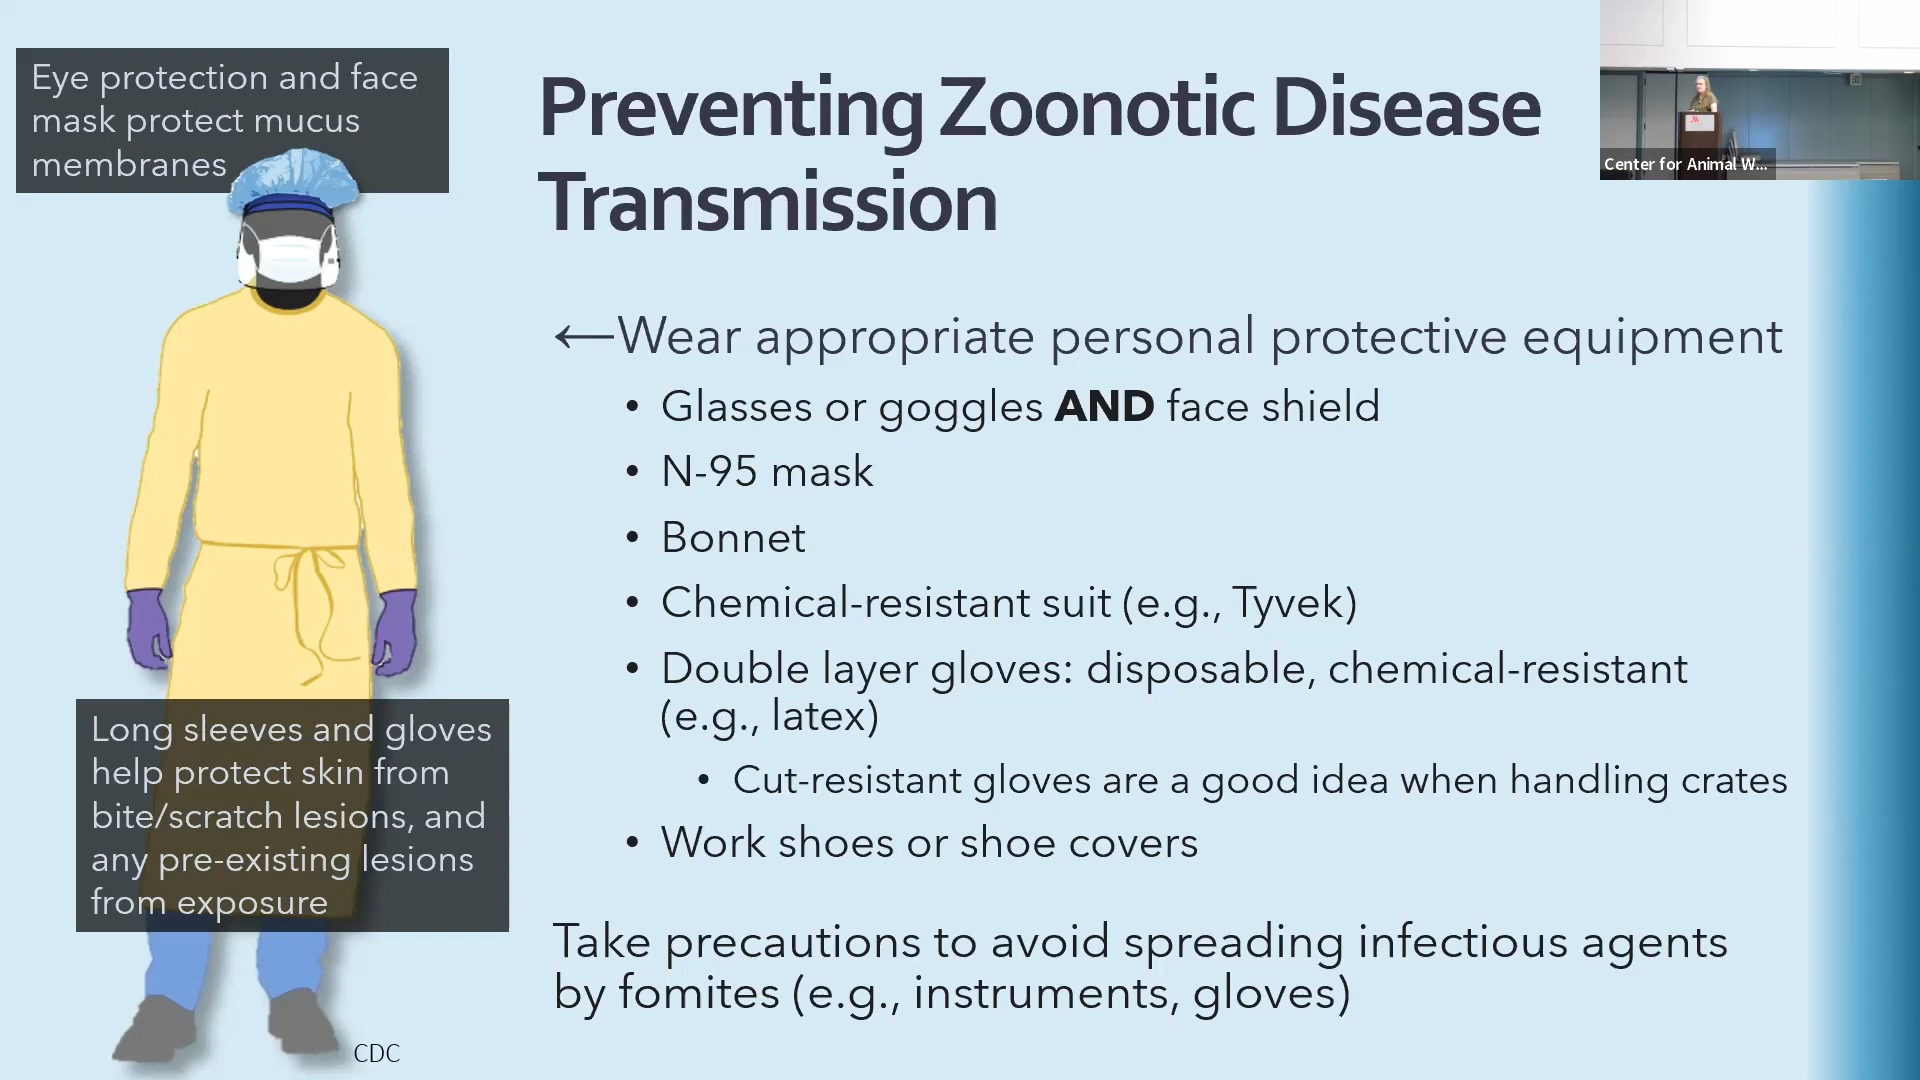 Eye protection and face
mask protect mucus
membranes
Preventing Zoonotic Disease
Transmission
Center for Animal W...
←Wear appropriate personal protective equipment
• Glasses or goggles AND face shield
• N-95 mask
• Bonnet
• Chemical-resistant suit (e.g., Tyvek)
• Double layer gloves: disposable, chemical-resistant
(e.g., latex)
• Cut-resistant gloves are a good idea when handling crates
• Work shoes or shoe covers
Long sleeves and gloves
help protect skin from
bite/scratch lesions, and
any pre-existing lesions
from exposure
Take precautions to avoid spreading infectious agents
by fomites (e.g., instruments, gloves)
CDC